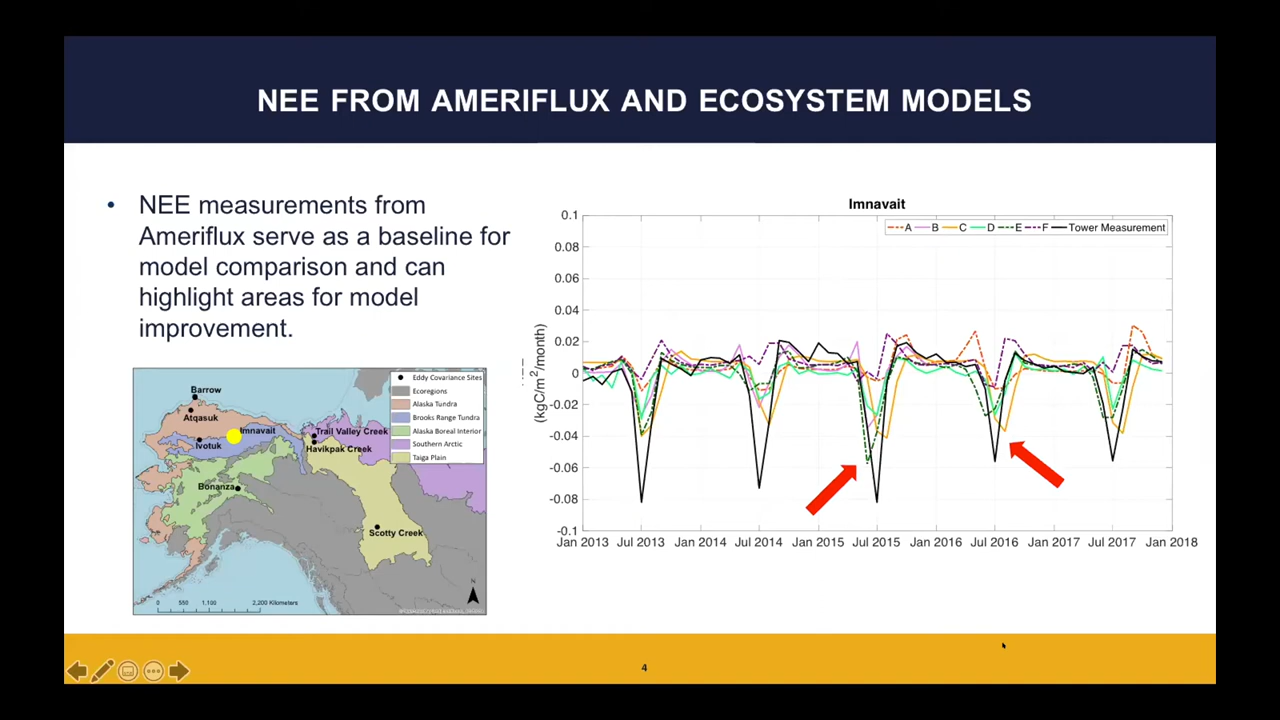 NEE FROM AMERIFLUX AND ECOSYSTEM MODELS
• NEE measurements from
Ameriflux serve as a baseline for
model comparison and can
highlight areas for model
improvement.
Barrow
Atqasuk
Imnavait
Ivotuk
Trail Valley Creek
Havikpak Creek
Bonanza
Scotty Creek
Eddy Covariance Sites
Ecoregions
Alaska Tundra
Brooks Range Tundra
Alaska Boreal Interior
Southern Arctic
Taiga Plain
N
0 550 1,100 2,200 Kilometers
Imnavait
A B C D E F Tower Measurement
(kgC/m²/month)
0.1
0.08
0.06
0.04
0.02
0
-0.02
-0.04
-0.06
-0.08
-0.1
Jan 2013 Jul 2013 Jan 2014 Jul 2014 Jan 2015 Jul 2015 Jan 2016 Jul 2016 Jan 2017 Jul 2017 Jan 2018
4